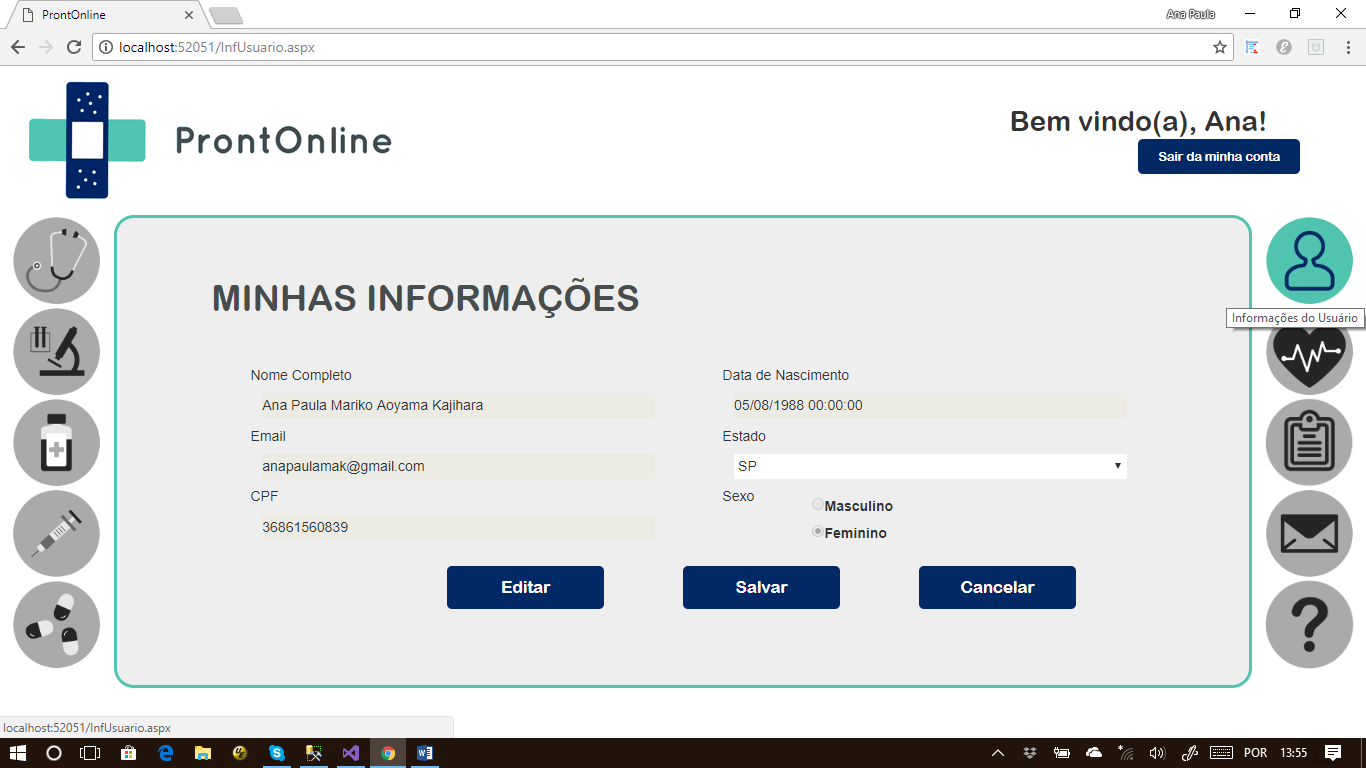 ProntOnline
Ana Paula
localhost:52051/InfUsuario.aspx
ProntOnline
Bem vindo(a), Ana!
Sair da minha conta
MINHAS INFORMAÇÕES
Informações do Usuário
Nome Completo
Data de Nascimento
Ana Paula Mariko Aoyama Kajihara
05/08/1988 00:00:00
Email
Estado
anapaulamak@gmail.com
SP
CPF
Sexo
Masculino
36861560839
Feminino
Editar
Salvar
Cancelar
localhost:52051/InfUsuario.aspx
POR
13:55